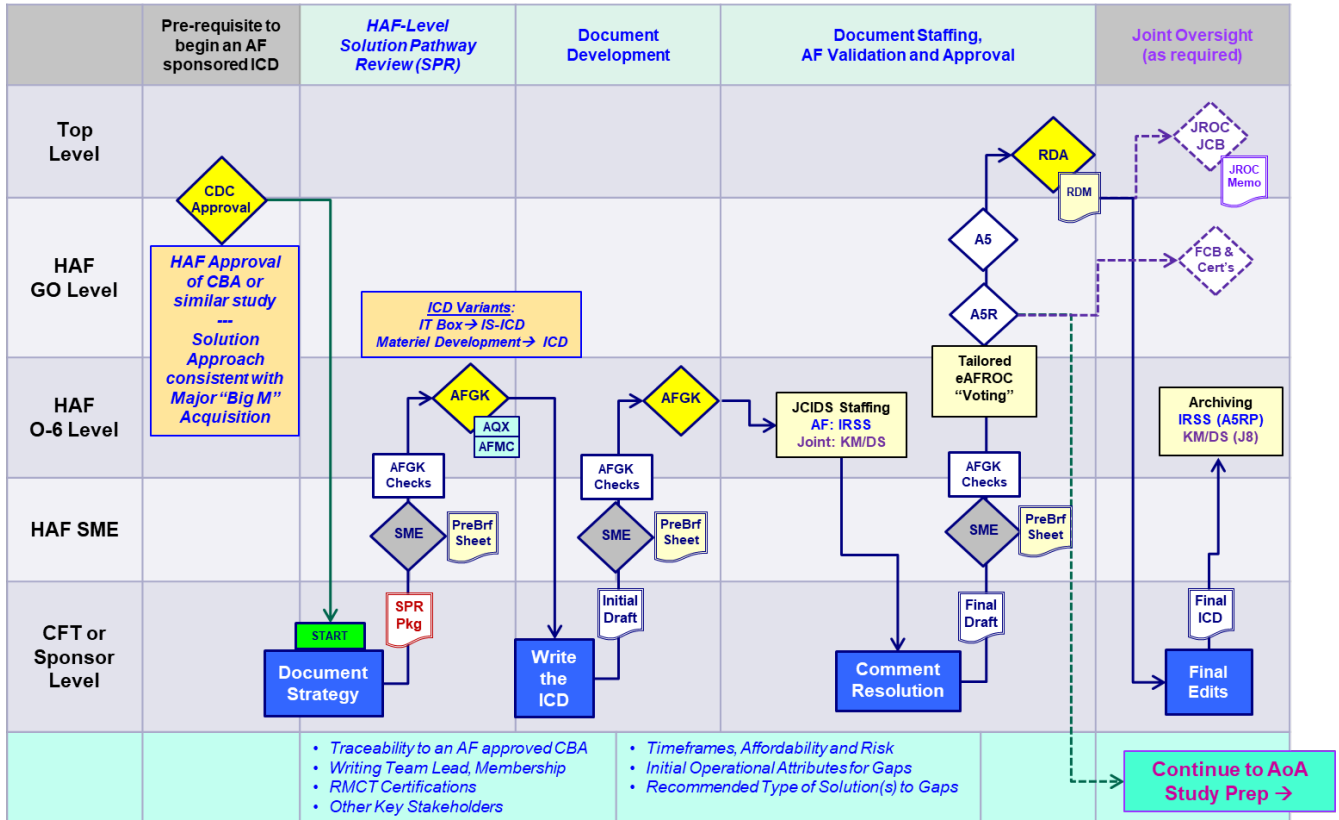 Pre-requisite to
begin an AF
sponsored ICD
HAF-Level
Solution Pathway
Review (SPR)
Document
Development
Document Staffing,
AF Validation and Approval
Joint Oversight
(as required)
Top
Level
CDC
Approval
RDA
RDM
JROC
JCB
JROC
Memo
HAF
GO Level
HAF Approval
of CBA or
similar study
---
Solution
Approach
consistent with
Major “Big M”
Acquisition
ICD Variants:
IT Box→ IS-ICD
Materiel Development→ ICD
A5
A5R
FCB &
Cert's
Tailored
eAFROC
“Voting”
HAF
O-6 Level
AFGK
AQX
AFMC
AFGK
Checks
AFGK
AFGK
Checks
JCIDS Staffing
AF: IRSS
Joint: KM/DS
AFGK
Checks
Archiving
IRSS (A5RP)
KM/DS (J8)
HAF SME
SME
PreBrf
Sheet
SME
PreBrf
Sheet
SME
PreBrf
Sheet
CFT or
Sponsor
Level
START
Document
Strategy
SPR
Pkg
Write
the
ICD
Initial
Draft
Comment
Resolution
Final
Draft
Final
ICD
Final
Edits
• Traceability to an AF approved CBA
• Writing Team Lead, Membership
• RMCT Certifications
• Other Key Stakeholders
• Timeframes, Affordability and Risk
• Initial Operational Attributes for Gaps
• Recommended Type of Solution(s) to Gaps
Continue to AoA
Study Prep →